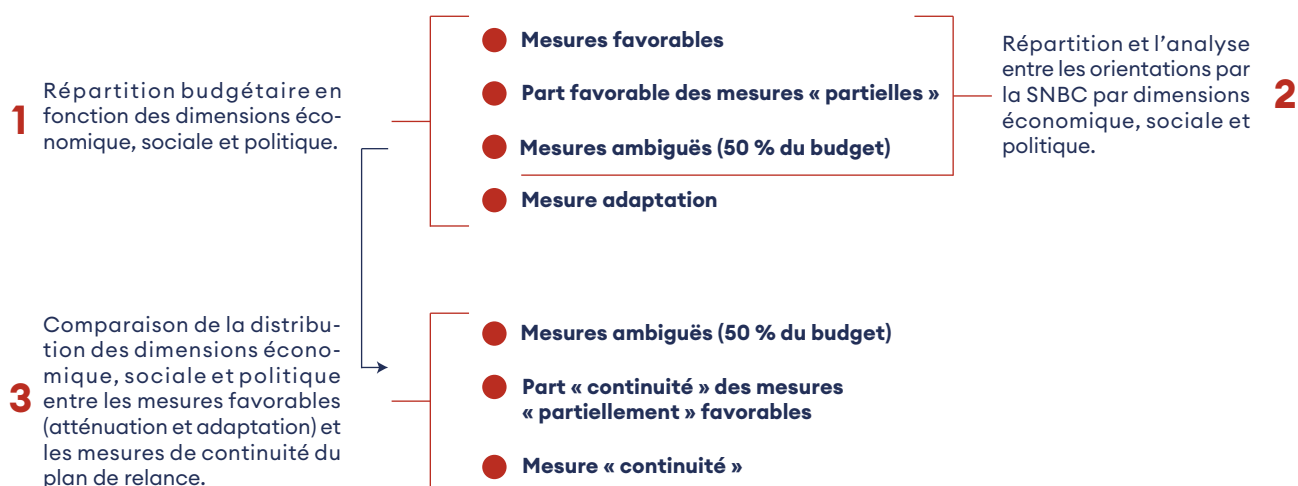 1
Répartition budgétaire en
fonction des dimensions éco-
nomique, sociale et politique.
Mesures favorables
Part favorable des mesures « partielles »
Mesures ambiguës (50 % du budget)
Mesure adaptation
Répartition et l’analyse
entre les orientations par
la SNBC par dimensions
économique, sociale et
politique.
2
3
Comparaison de la distribu-
tion des dimensions écono-
mique, sociale et politique
entre les mesures favorables
(atténuation et adaptation) et
les mesures de continuité du
plan de relance.
Mesures ambiguës (50 % du budget)
Part « continuité » des mesures
« partiellement » favorables
Mesure « continuité »